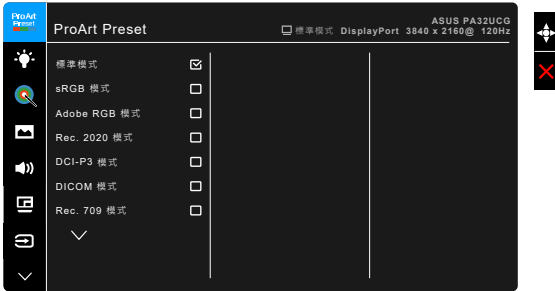 ProArt
Preset
ProArt Preset
ASUS PA32UCG
標準模式 DisplayPort 3840 x 2160@ 120Hz
標準模式
sRGB 模式
Adobe RGB 模式
Rec. 2020 模式
DCI-P3 模式
DICOM 模式
Rec. 709 模式